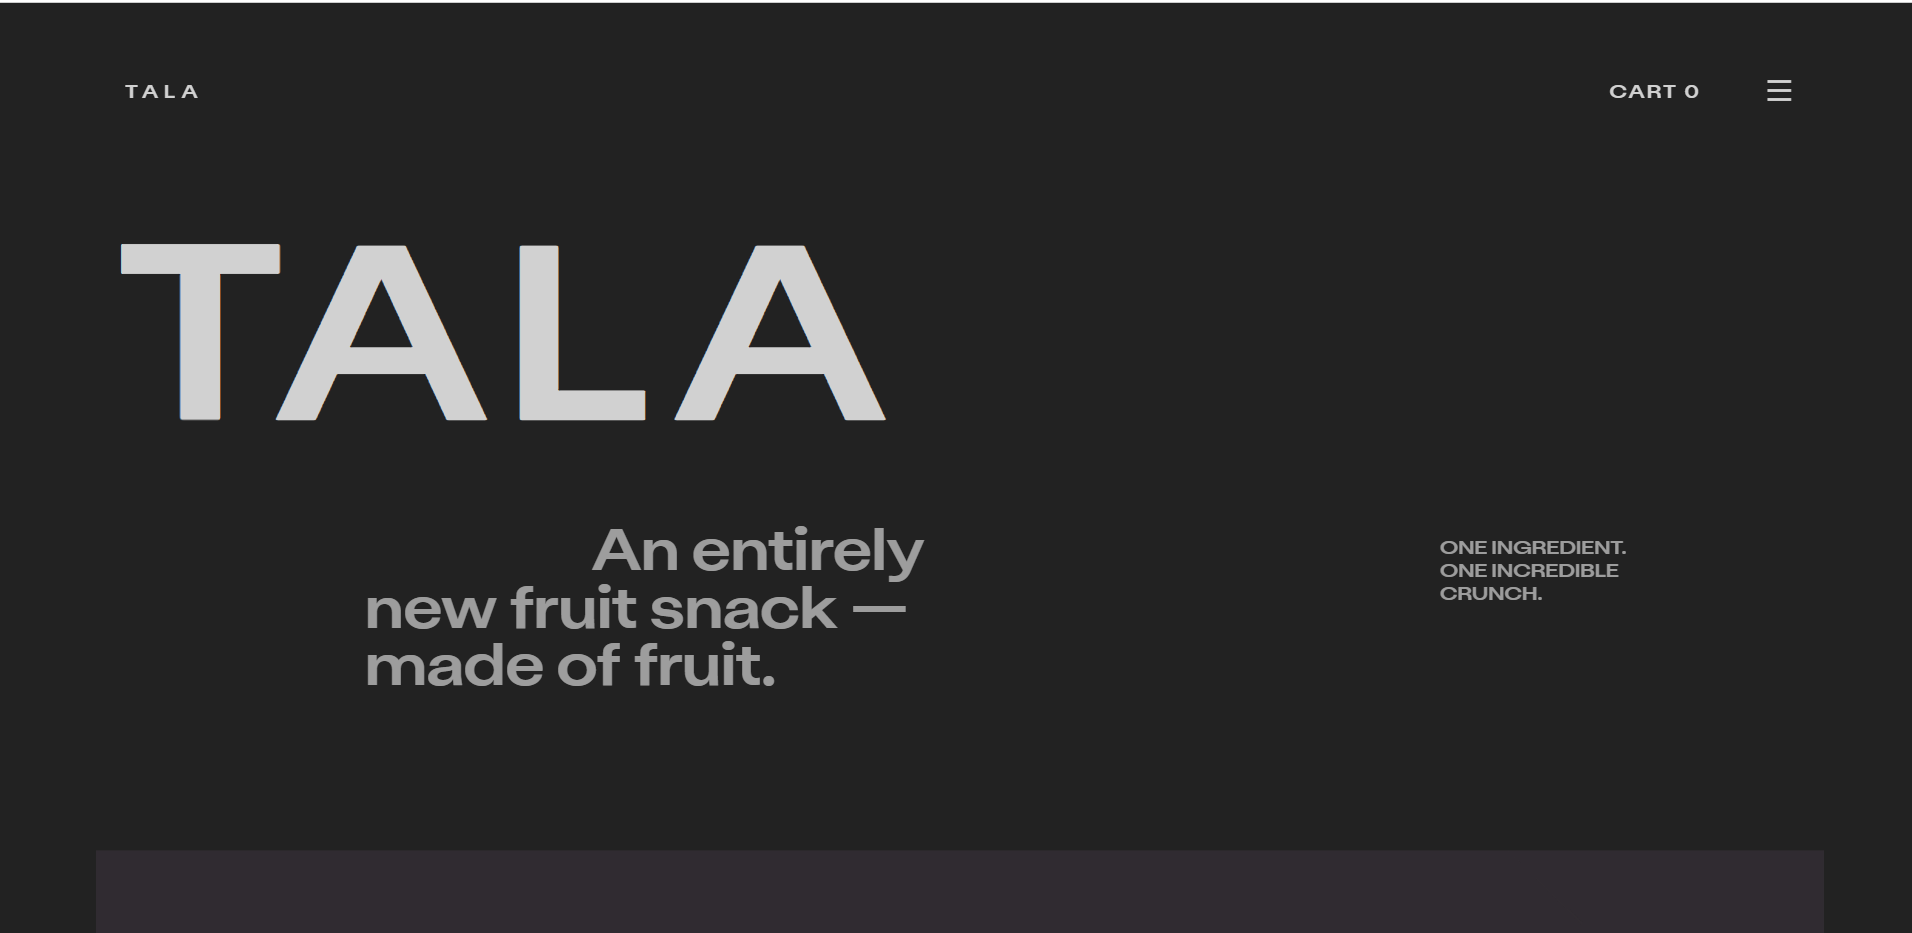 TALA
CART 0
TALA
An entirely
new fruit snack —
made of fruit.
ONE INGREDIENT.
ONE INCREDIBLE
CRUNCH.